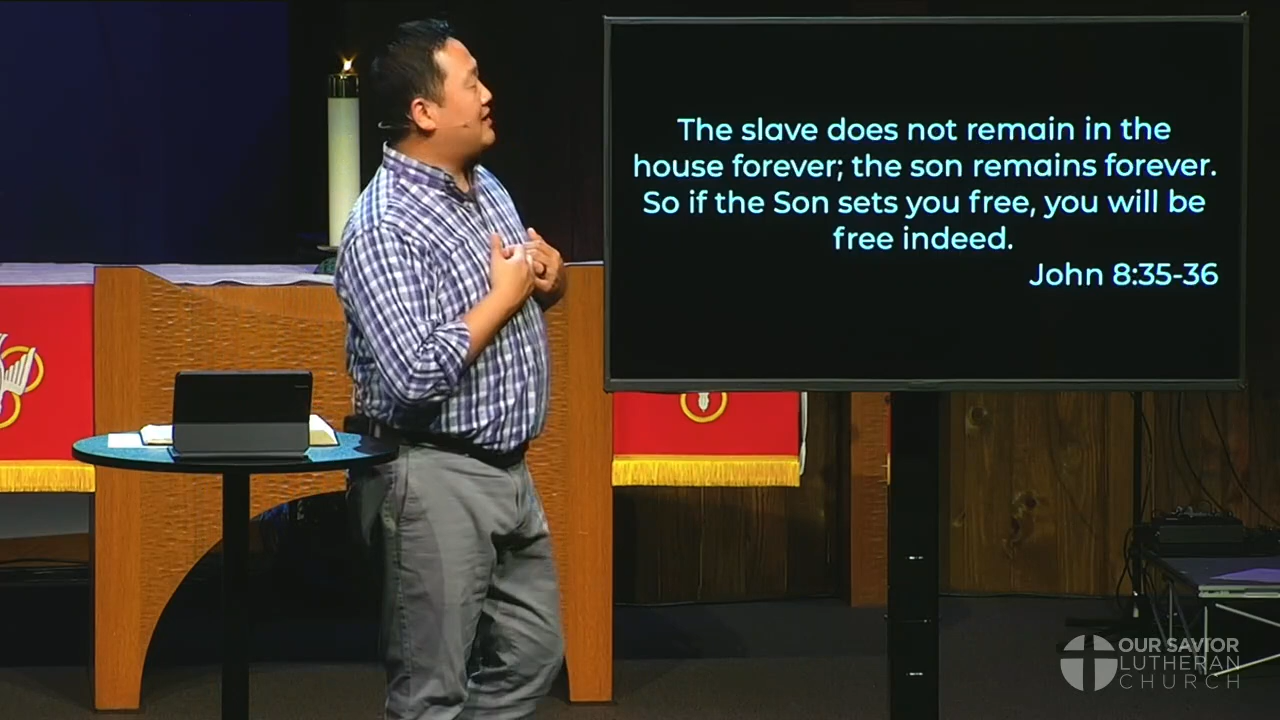 The slave does not remain in the
house forever; the son remains forever.
So if the Son sets you free, you will be
free indeed.
John 8:35-36
OUR SAVIOR
LUTHERAN
CHURCH